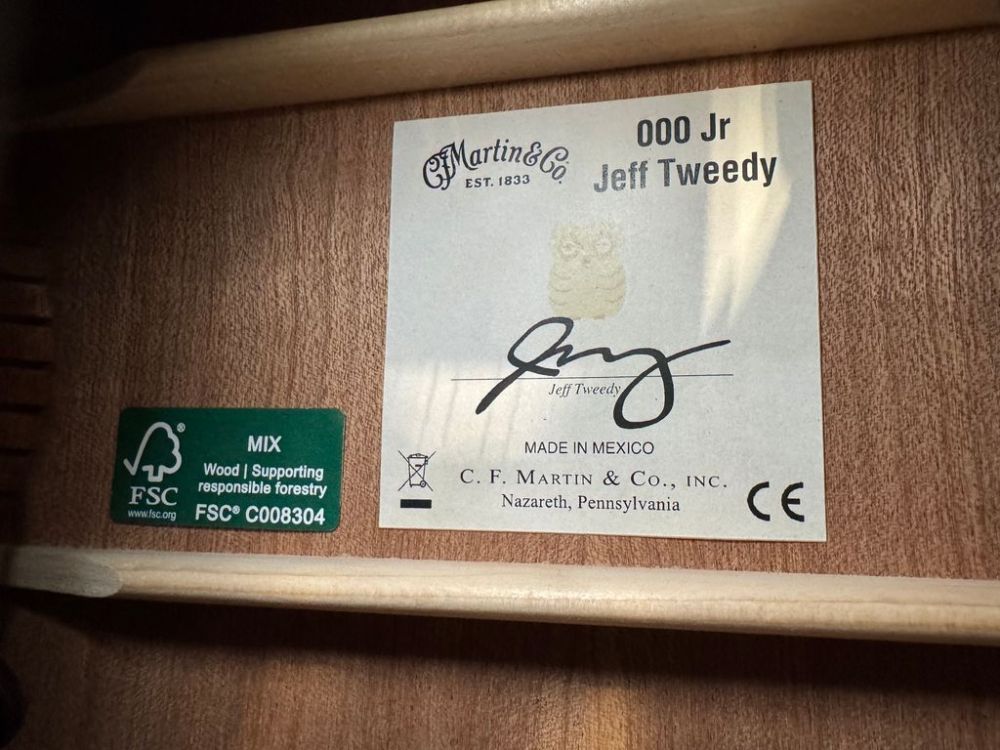 CFMartin & Co.
EST. 1833
000 Jr
Jeff Tweedy
Jeff Tweedy
MADE IN MEXICO
C. F. MARTIN & CO., INC.
Nazareth, Pennsylvania
CE
FSC
www.fsc.org
®
MIX
Wood | Supporting
responsible forestry
FSC® C008304